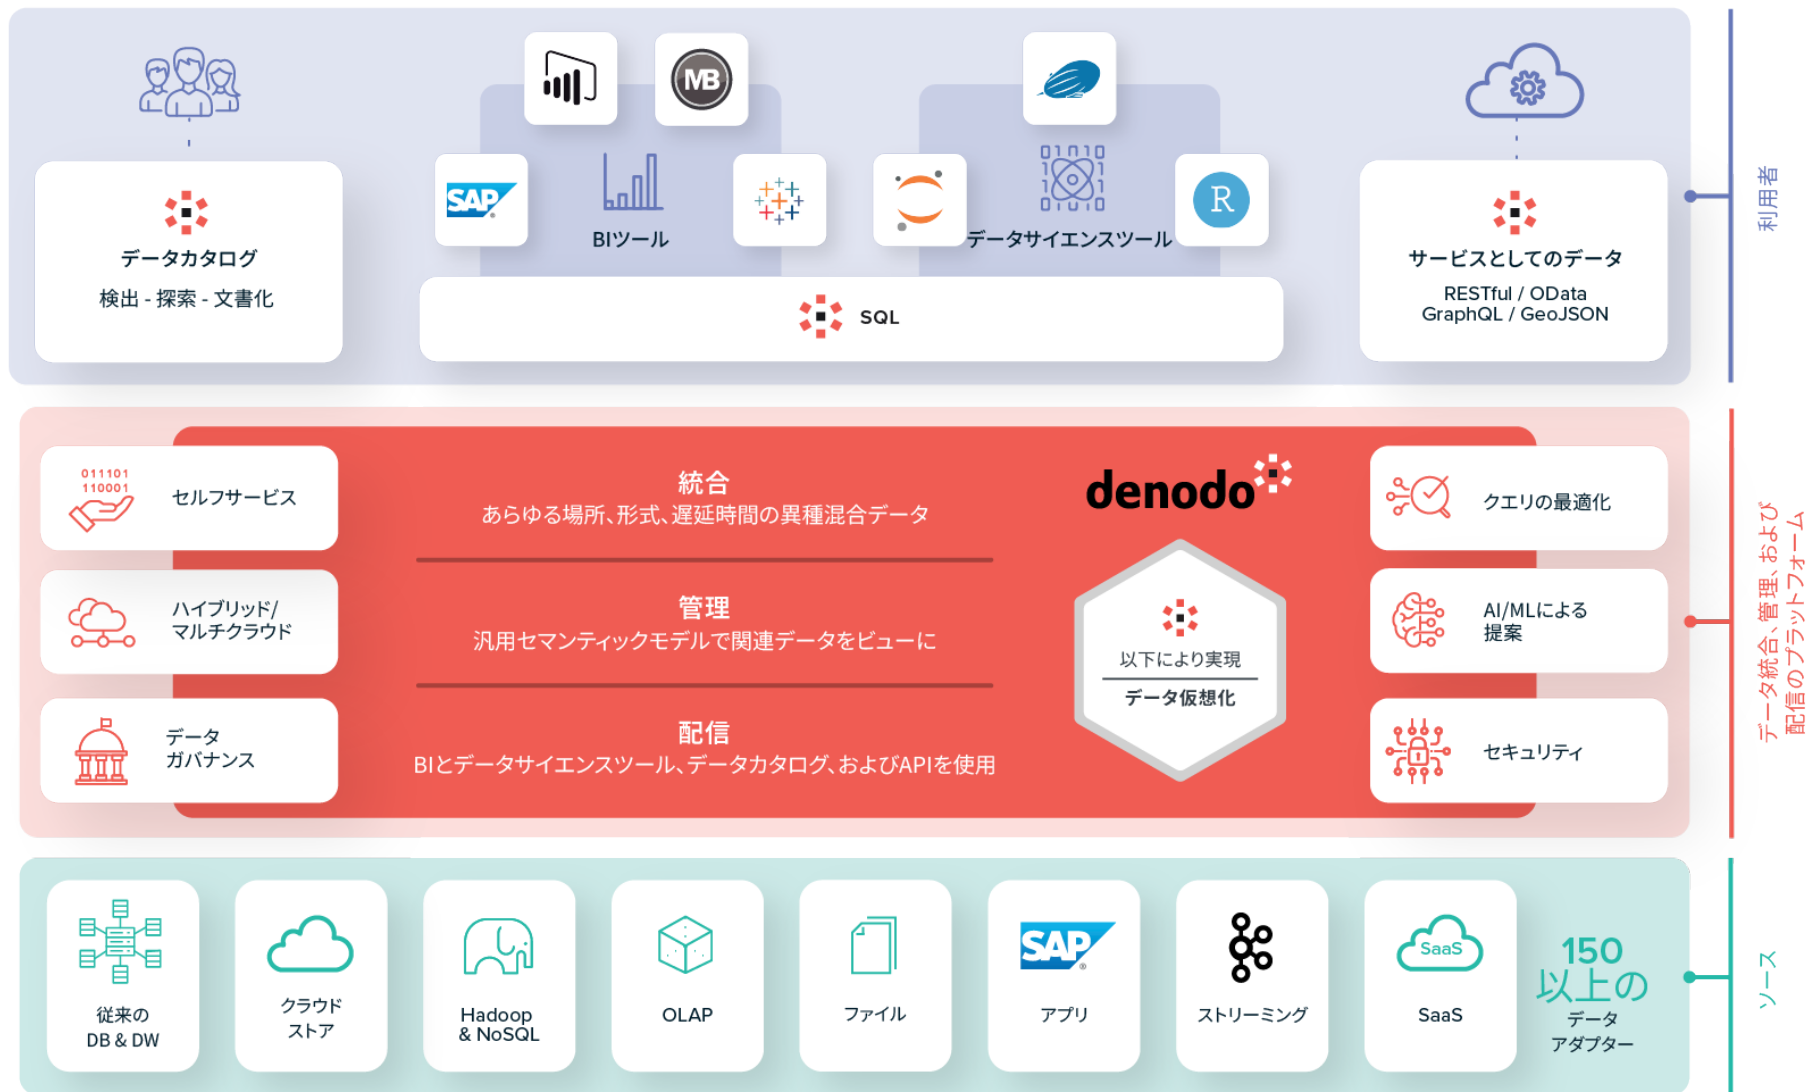 MB
SAP
BIツール
データサイエンスツール
R
データカタログ
検出 - 探索 - 文書化
SQL
サービスとしてのデータ
RESTful / OData
GraphQL / GeoJSON
利用者
011101
110001
セルフサービス
ハイブリッド/
マルチクラウド
データ
ガバナンス
統合
あらゆる場所、形式、遅延時間の異種混合データ
管理
汎用セマンティックモデルで関連データをビューに
配信
BIとデータサイエンスツール、データカタログ、およびAPIを使用
denodo
以下により実現
データ仮想化
クエリの最適化
AI/MLによる
提案
セキュリティ
データ統合、管理、および
配信のプラットフォーム
従来の
DB & DW
クラウド
ストア
Hadoop
& NoSQL
OLAP
ファイル
SAP
アプリ
ストリーミング
SaaS
SaaS
150
以上の
データ
アダプター
ソース